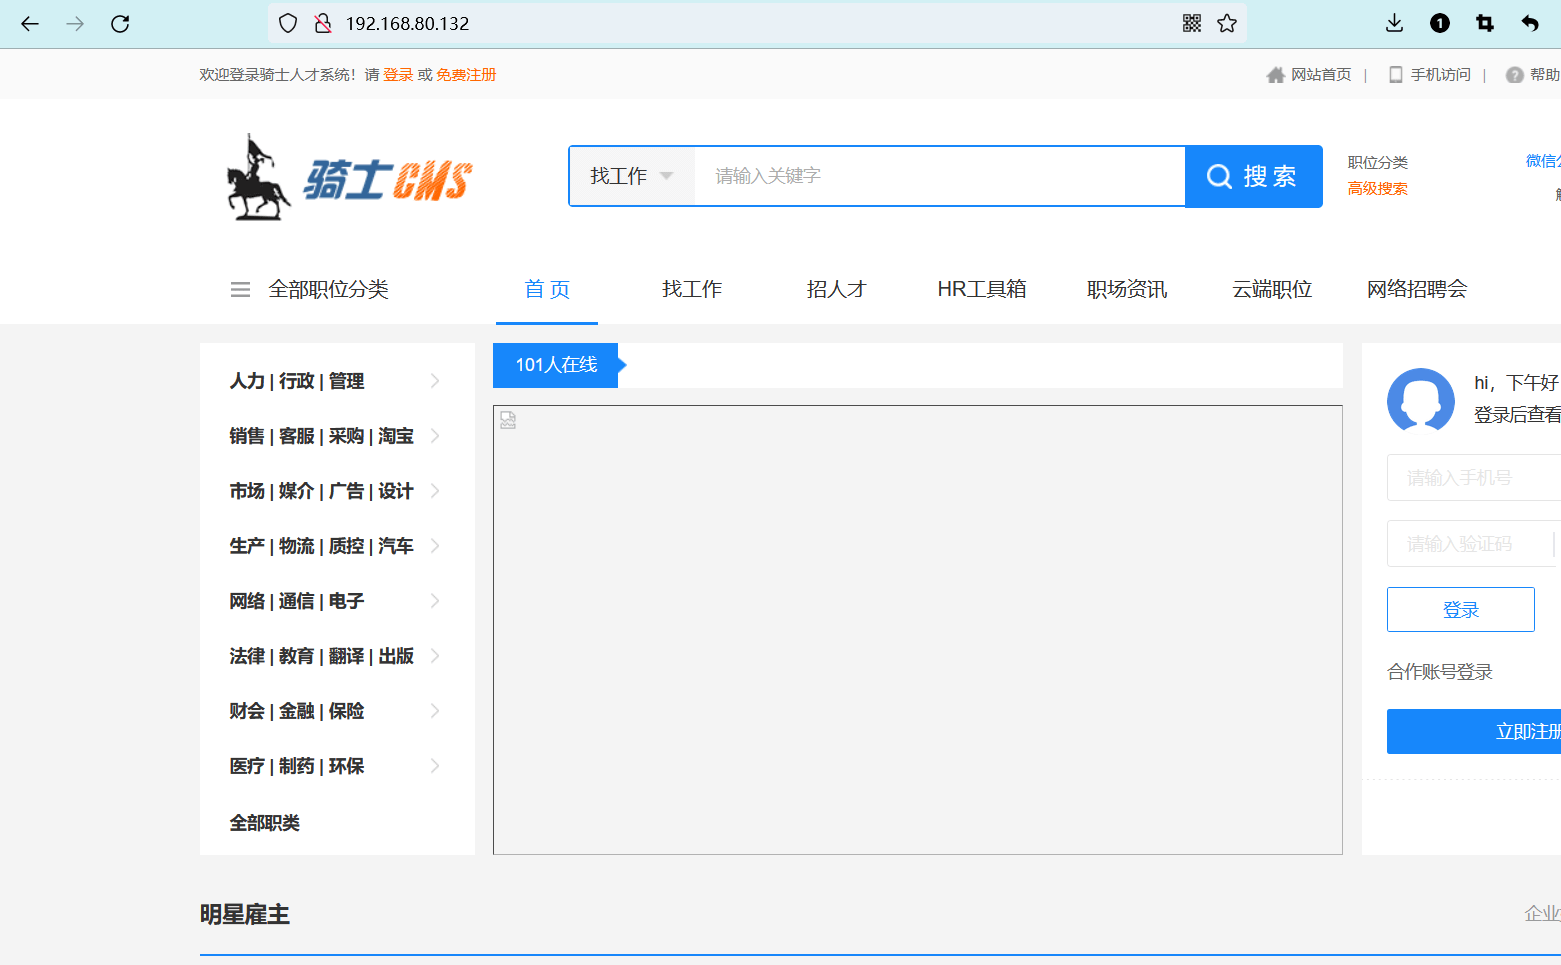 192.168.80.132
1
欢迎登录骑士人才系统！请 登录 或 免费注册
网站首页 | 手机访问 | 帮助
骑士CMS
找工作 请输入关键字 搜索
职位分类
高级搜索
微信公
全部职位分类 首页 找工作 招人才 HR工具箱 职场资讯 云端职位 网络招聘会
人力 | 行政 | 管理
销售 | 客服 | 采购 | 淘宝
市场 | 媒介 | 广告 | 设计
生产 | 物流 | 质控 | 汽车
网络 | 通信 | 电子
法律 | 教育 | 翻译 | 出版
财会 | 金融 | 保险
医疗 | 制药 | 环保
全部职类
101人在线
hi，下午好
登录后查看
请输入手机号
请输入验证码
登录
合作账号登录
立即注册
明星雇主
企业